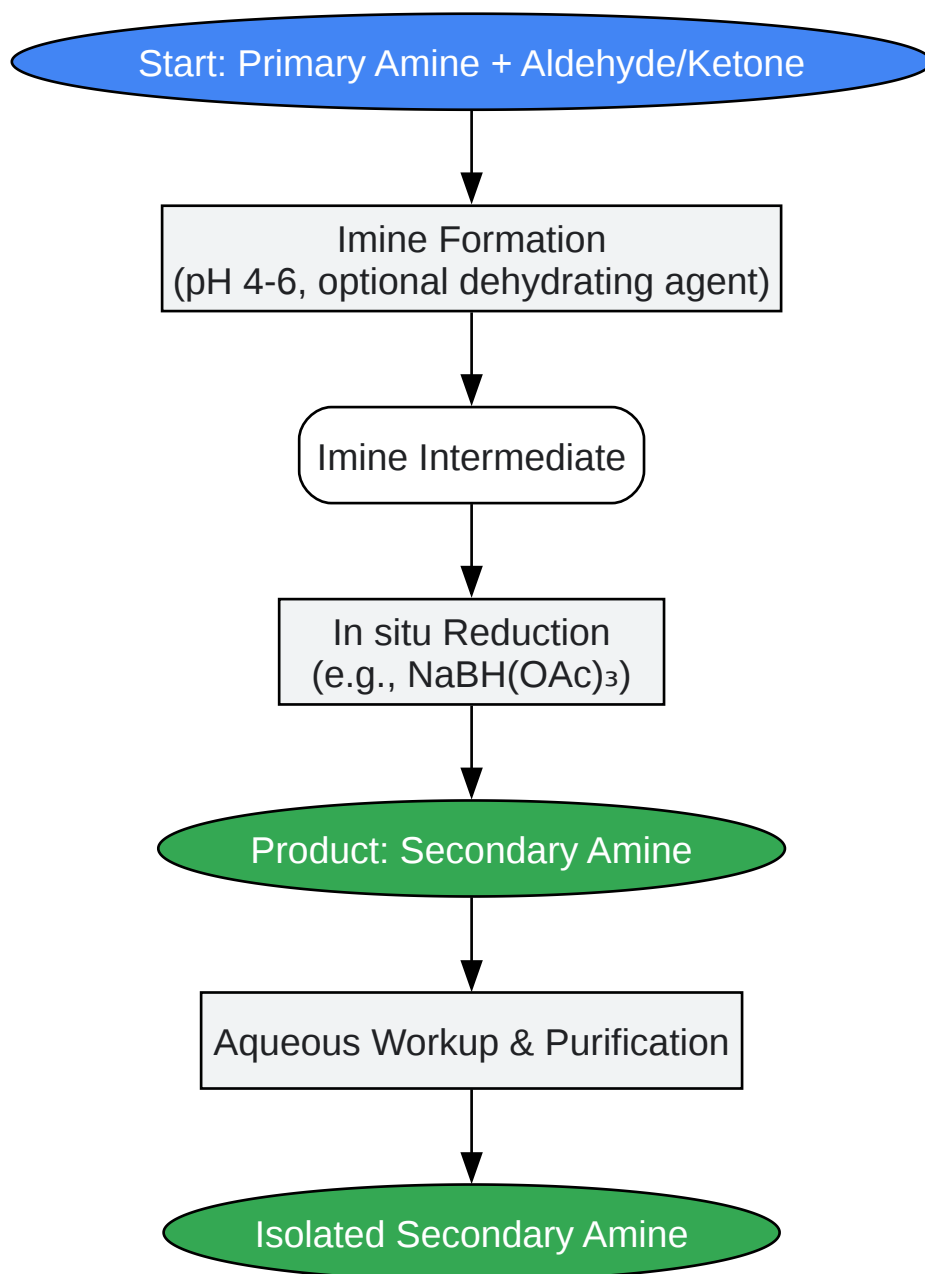 Start: Primary Amine + Aldehyde/Ketone
Imine Formation
(pH 4-6, optional dehydrating agent)
Imine Intermediate
In situ Reduction
(e.g., NaBH(OAc)₃)
Product: Secondary Amine
Aqueous Workup & Purification
Isolated Secondary Amine